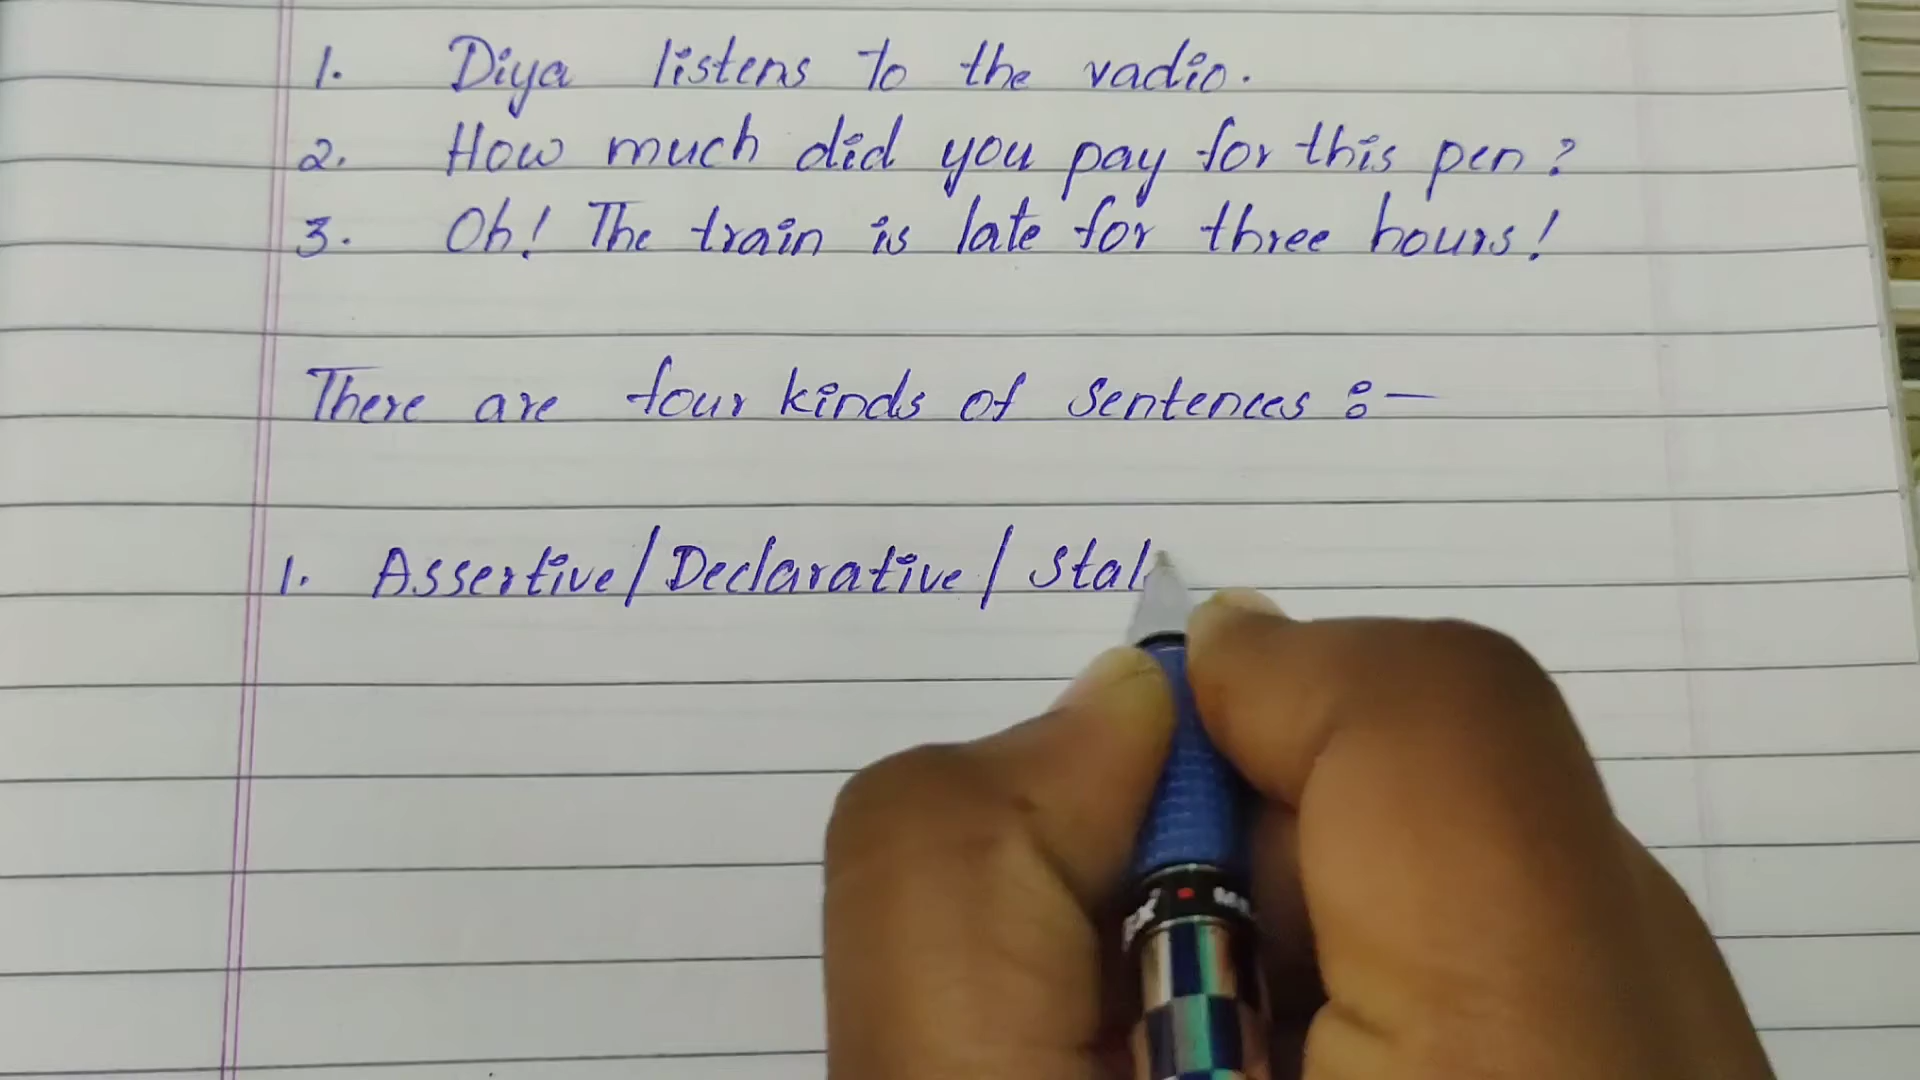 1. Diya listens to the radio.
2. How much did you pay for this pen?
3. Oh! The train is late for three hours!
There are four kinds of Sentences :-
1. Assertive/Declarative/